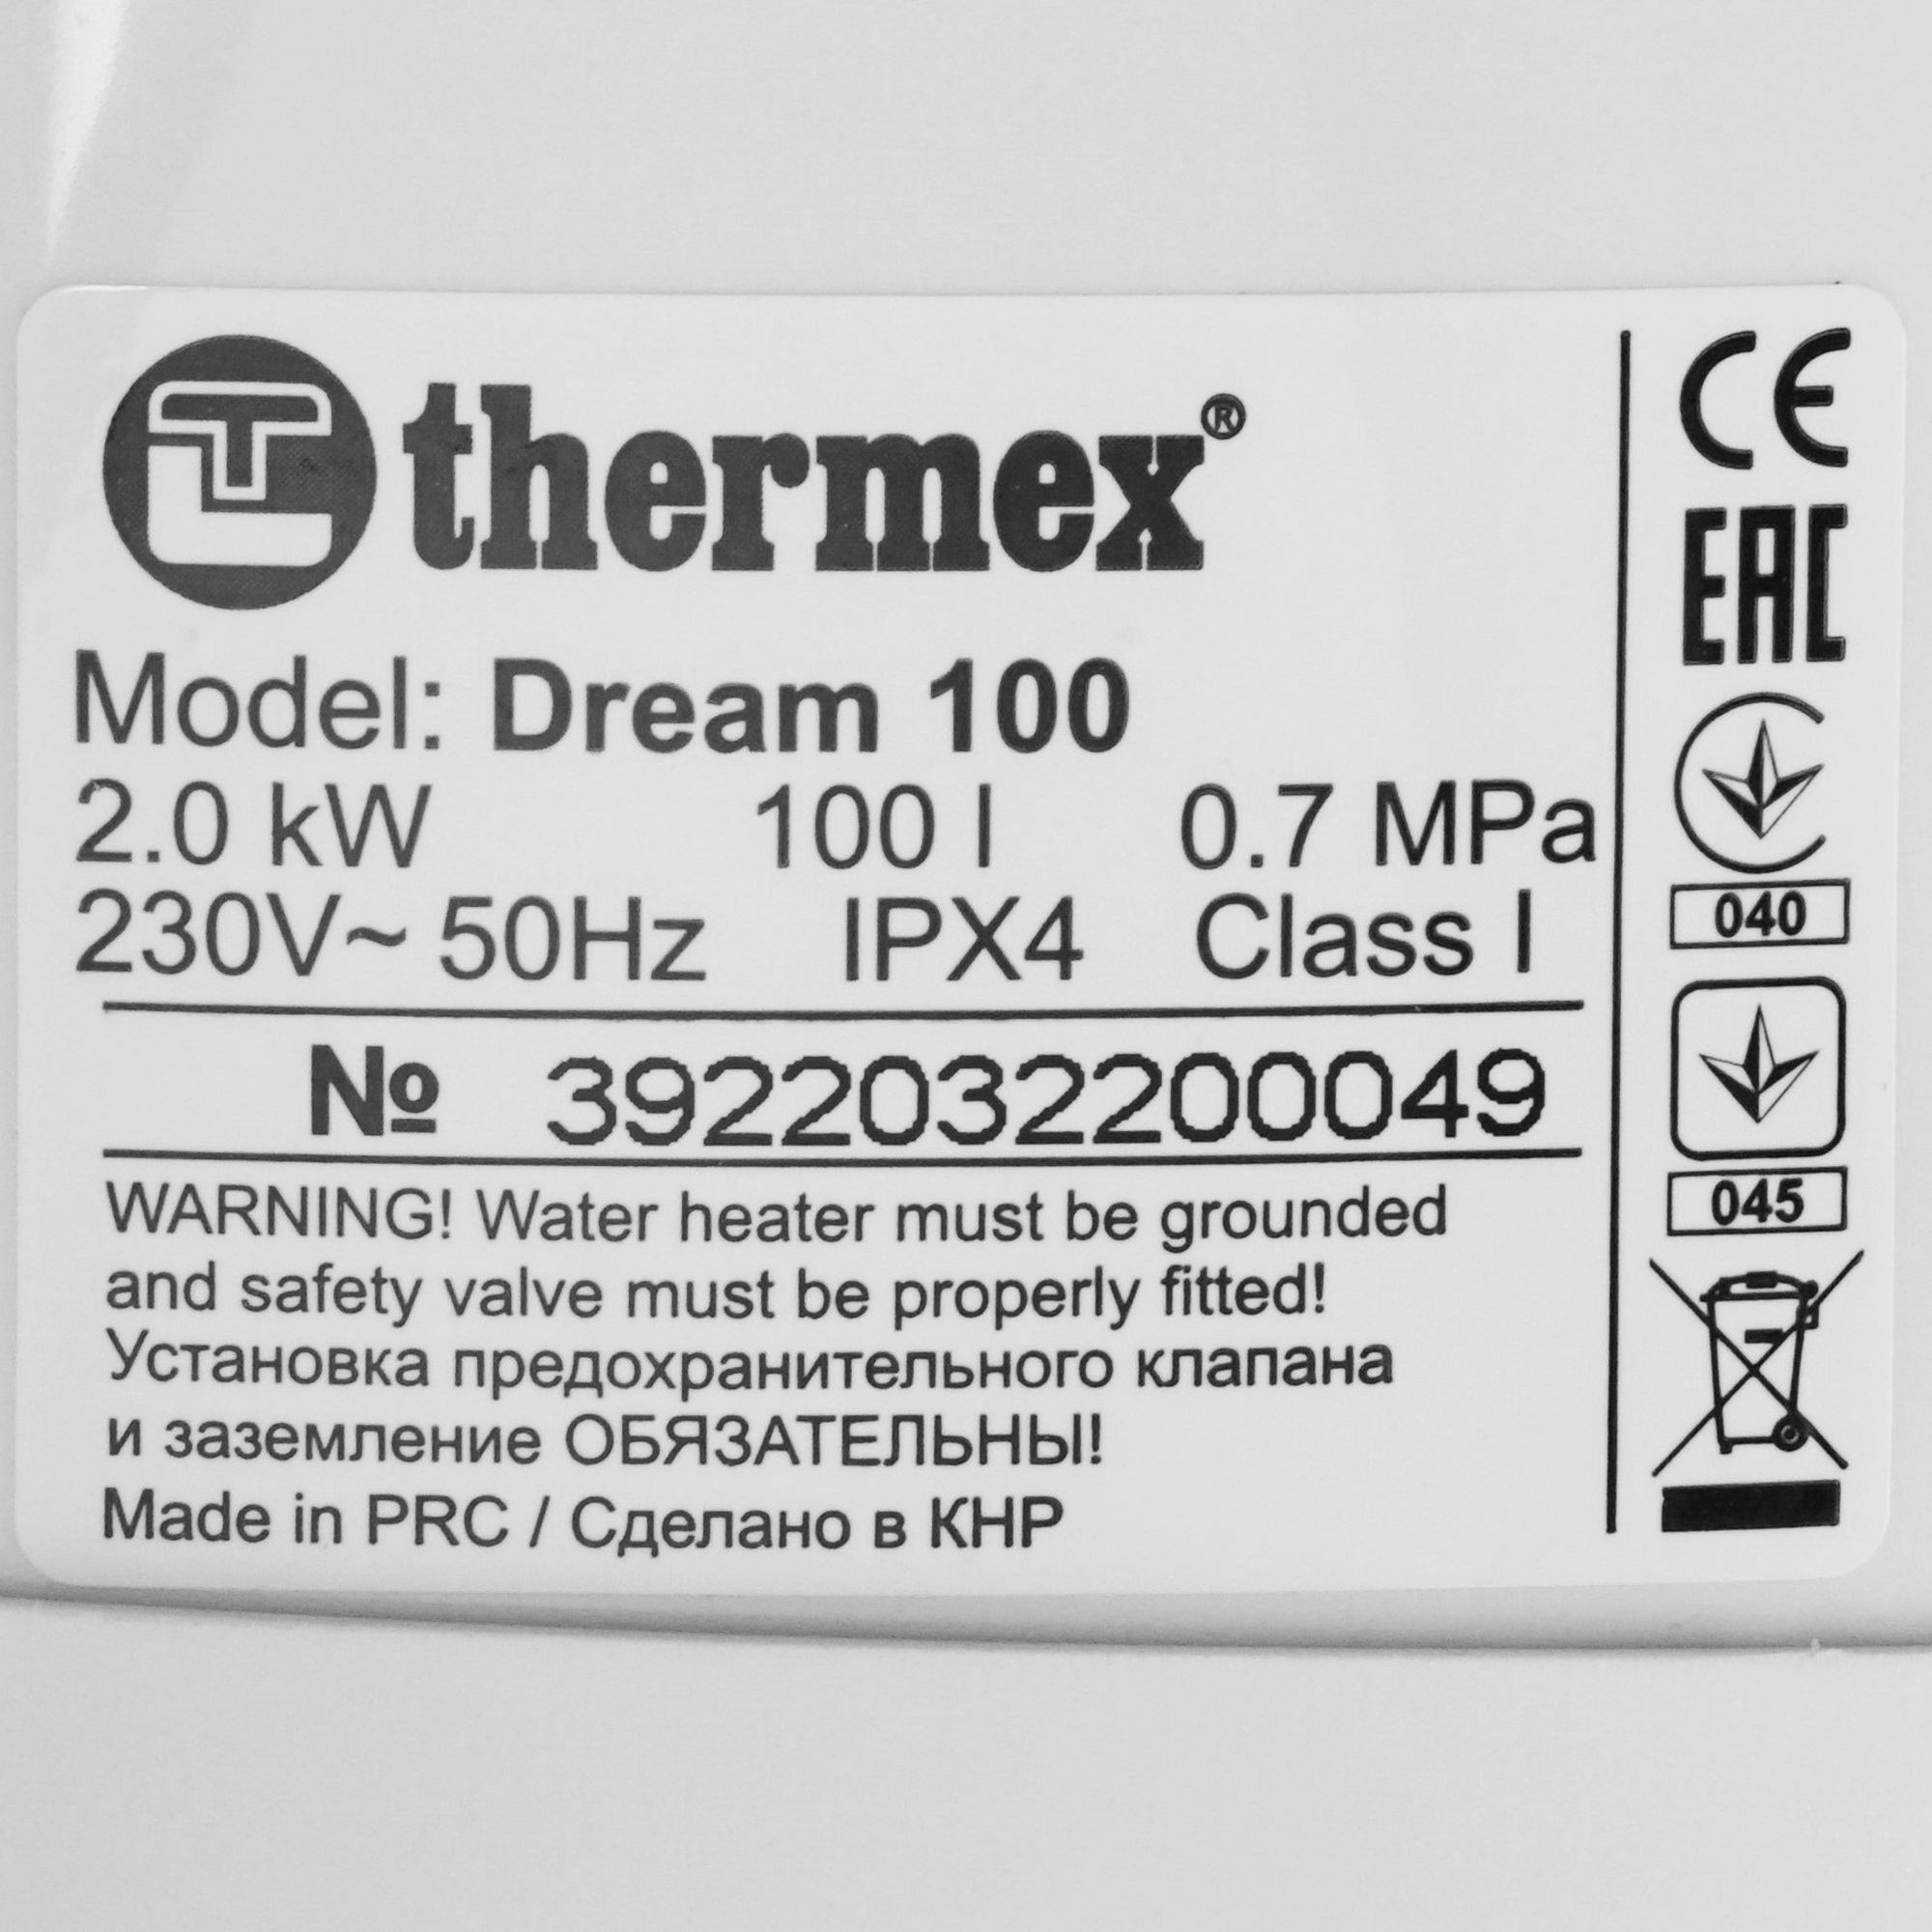 thermex®
Model: Dream 100
2.0 kW 100 l 0.7 MPa
230V~ 50Hz IPX4 Class I
№ 3922032200049
WARNING! Water heater must be grounded
and safety valve must be properly fitted!
Установка предохранительного клапана
и заземление ОБЯЗАТЕЛЬНЫ!
Made in PRC / Сделано в КНР
CE
EAC
040
045